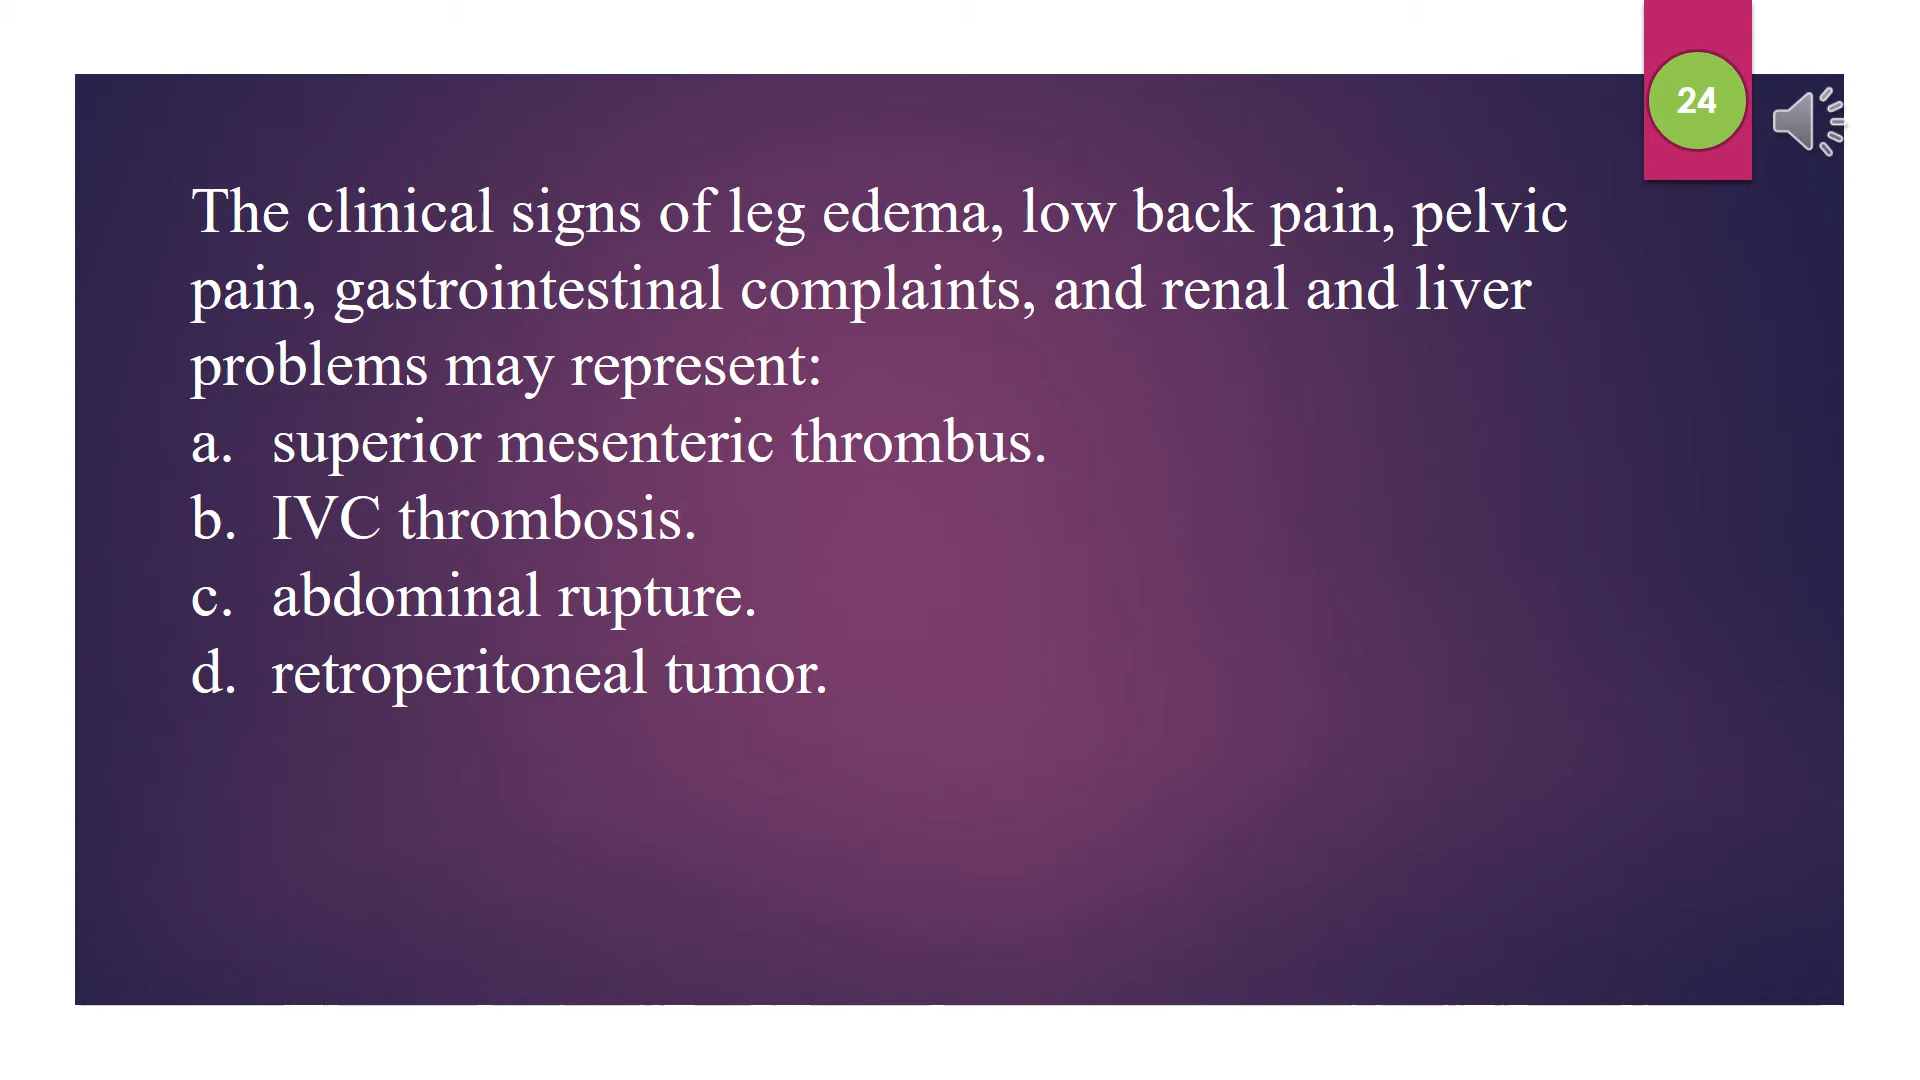 24
The clinical signs of leg edema, low back pain, pelvic
pain, gastrointestinal complaints, and renal and liver
problems may represent:
a. superior mesenteric thrombus.
b. IVC thrombosis.
c. abdominal rupture.
d. retroperitoneal tumor.